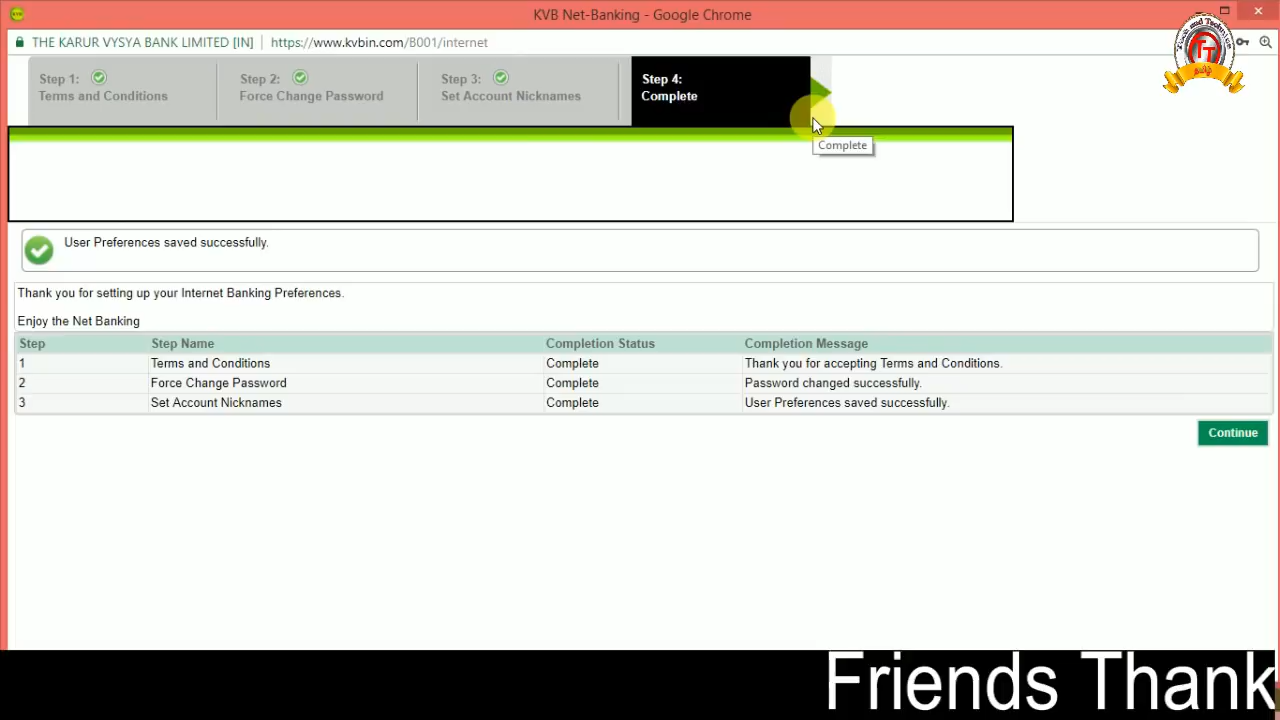 KVB Net-Banking - Google Chrome
THE KARUR VYSYA BANK LIMITED [IN] https://www.kvbin.com/B001/internet
Step 1:
Terms and Conditions
Step 2:
Force Change Password
Step 3:
Set Account Nicknames
Step 4:
Complete
Complete
TT
தமிழ்
User Preferences saved successfully.
Thank you for setting up your Internet Banking Preferences.
Enjoy the Net Banking
Step Step Name Completion Status Completion Message
1 Terms and Conditions Complete Thank you for accepting Terms and Conditions.
2 Force Change Password Complete Password changed successfully.
3 Set Account Nicknames Complete User Preferences saved successfully.
Continue
Friends Thank